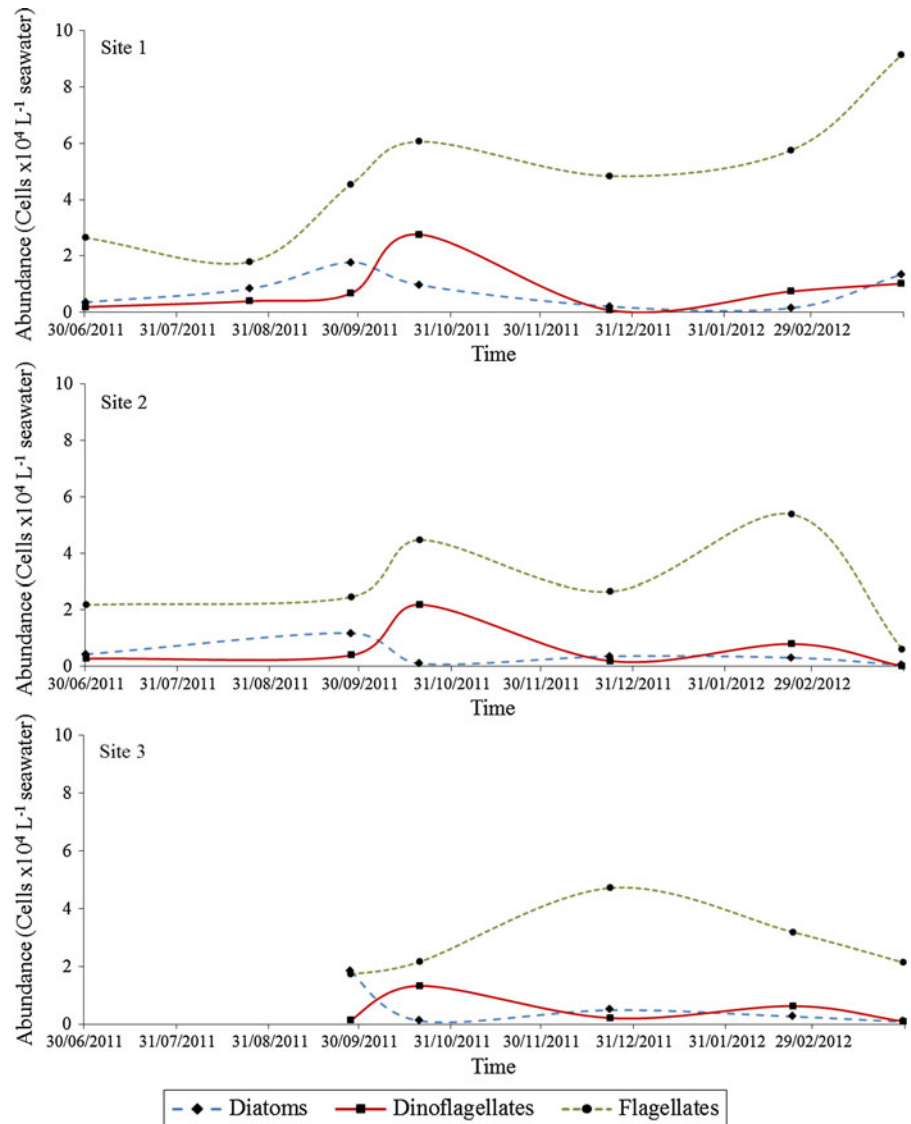 Site 1
Abundance (Cells x10⁴ L⁻¹ seawater)
10
8
6
4
2
0
30/06/2011 31/07/2011 31/08/2011 30/09/2011 31/10/2011 30/11/2011 31/12/2011 31/01/2012 29/02/2012
Time
Site 2
Abundance (Cells x10⁴ L⁻¹ seawater)
10
8
6
4
2
0
30/06/2011 31/07/2011 31/08/2011 30/09/2011 31/10/2011 30/11/2011 31/12/2011 31/01/2012 29/02/2012
Time
Site 3
Abundance (Cells x10⁴ L⁻¹ seawater)
10
8
6
4
2
0
30/06/2011 31/07/2011 31/08/2011 30/09/2011 31/10/2011 30/11/2011 31/12/2011 31/01/2012 29/02/2012
Time
Diatoms Dinoflagellates Flagellates